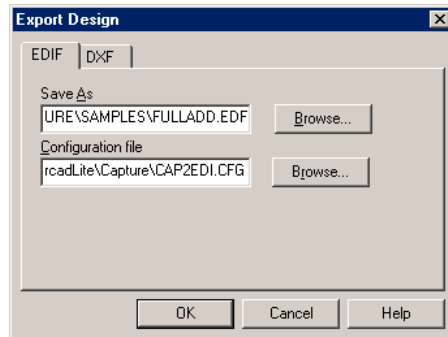 Export Design
EDIF DXF
Save As
URE\SAMPLES\FULLADD.EDF Browse...
Configuration file
rcadLite\Capture\CAP2EDI.CFG Browse...
OK Cancel Help